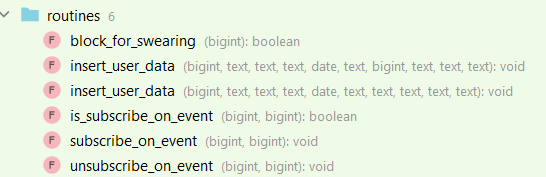 routines 6
F block_for_swearing (bigint): boolean
F insert_user_data (bigint, text, text, text, date, text, bigint, text, text, text): void
F insert_user_data (bigint, text, text, text, date, text, text, text, text, text): void
F is_subscribe_on_event (bigint, bigint): boolean
F subscribe_on_event (bigint, bigint): void
F unsubscribe_on_event (bigint, bigint): void